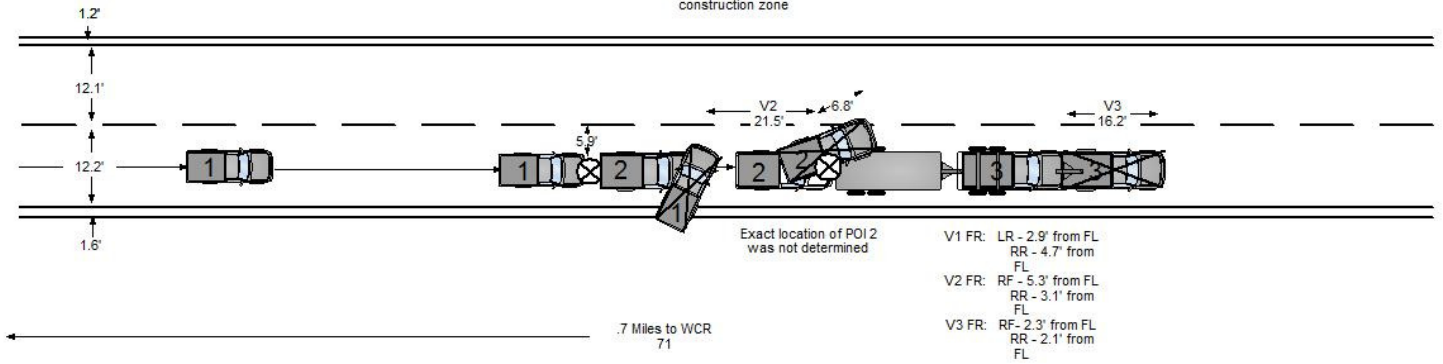 construction zone
1.2'
12.1'
12.2'
1.6'
1
1
5.9'
2
1
V2
21.5'
6.8'
2
2
3
3
V3
16.2'
Exact location of POI 2
was not determined
V1 FR: LR - 2.9' from FL
RR - 4.7' from
FL
V2 FR: RF - 5.3' from FL
RR - 3.1' from
FL
V3 FR: RF- 2.3' from FL
RR - 2.1' from
FL
.7 Miles to WCR
71